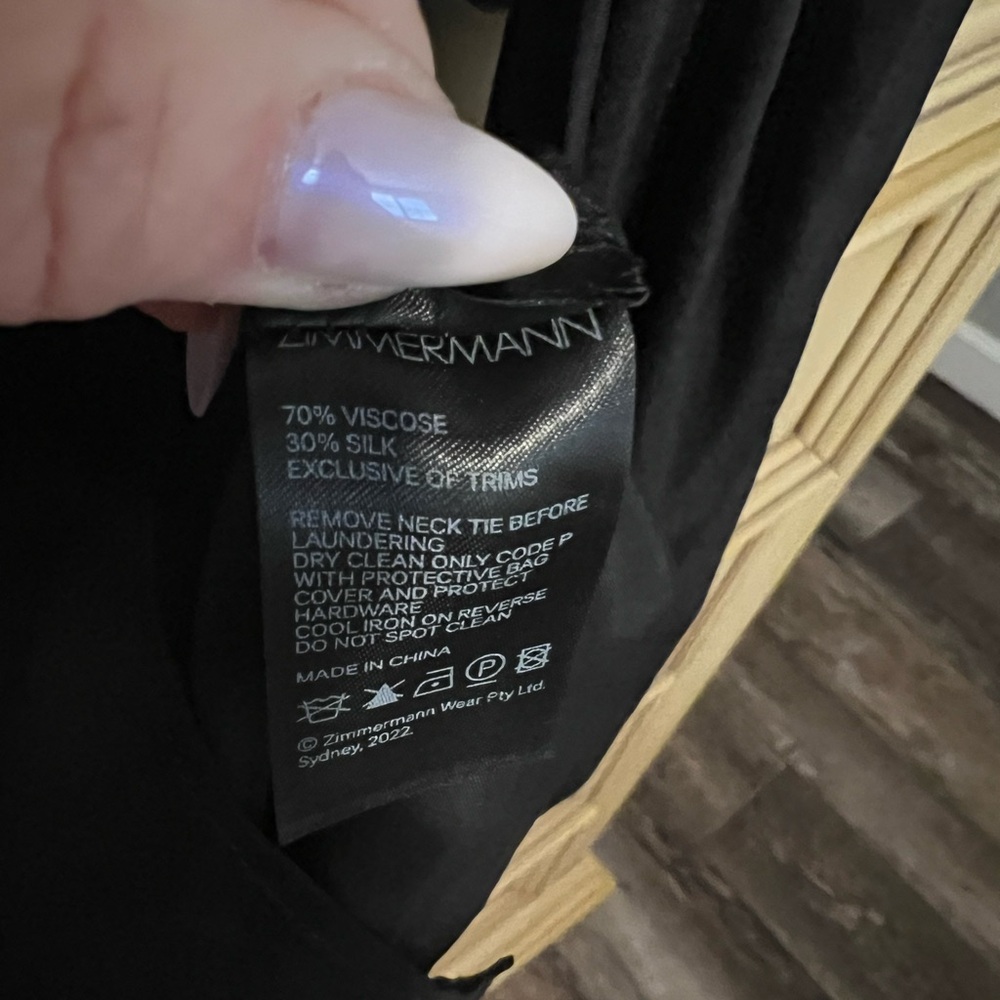 ZIMMERMANN
70% VISCOSE
30% SILK
EXCLUSIVE OF TRIMS
REMOVE NECK TIE BEFORE
LAUNDERING
DRY CLEAN ONLY CODE P
WITH PROTECTIVE BAG
COVER AND PROTECT
HARDWARE
COOL IRON ON REVERSE
DO NOT SPOT CLEAN
MADE IN CHINA
P
© Zimmermann Wear Pty Ltd.
Sydney, 2022.